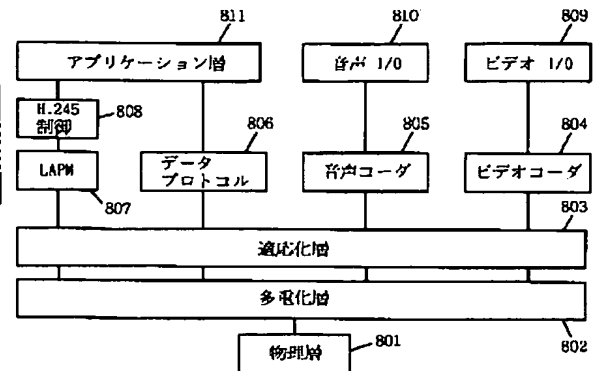 811
810
809
アプリケーション層
音声 I/O
ビデオ I/O
H.245
制御
808
806
805
804
LAPM
データ
プロトコル
音声コーダ
ビデオコーダ
807
803
適応化層
多重化層
802
物理層
801